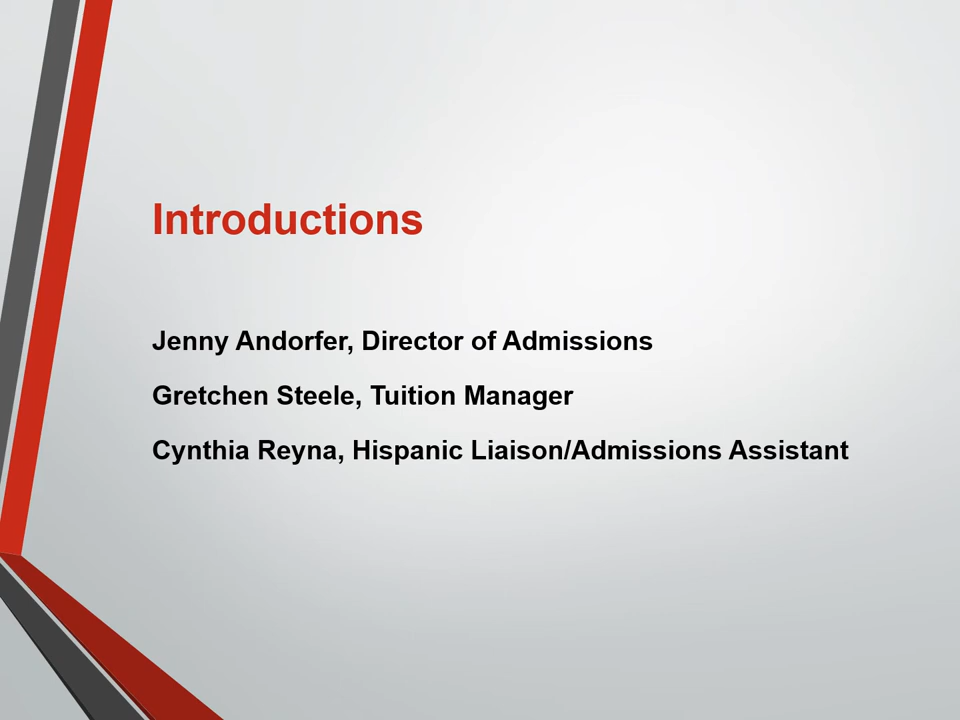 Introductions
Jenny Andorfer, Director of Admissions
Gretchen Steele, Tuition Manager
Cynthia Reyna, Hispanic Liaison/Admissions Assistant